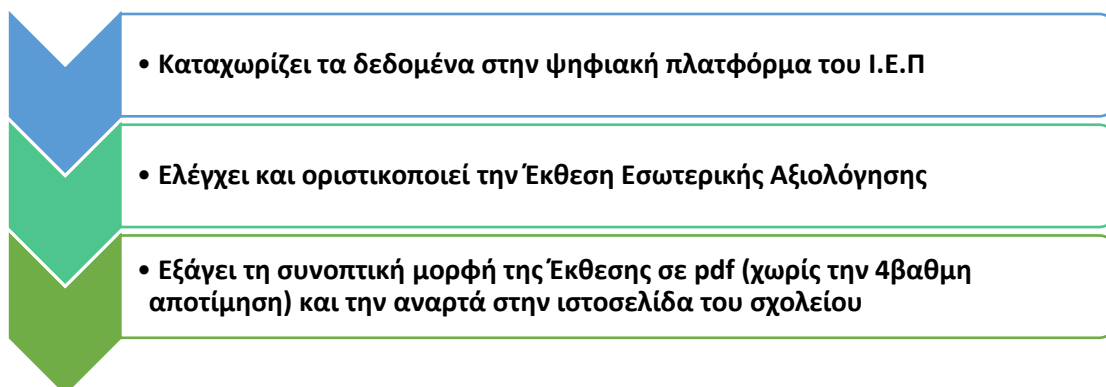 • Καταχωρίζει τα δεδομένα στην ψηφιακή πλατφόρμα του Ι.Ε.Π
• Ελέγχει και οριστικοποιεί την Έκθεση Εσωτερικής Αξιολόγησης
• Εξάγει τη συνοπτική μορφή της Έκθεσης σε pdf (χωρίς την 4βαθμη
αποτίμηση) και την αναρτά στην ιστοσελίδα του σχολείου